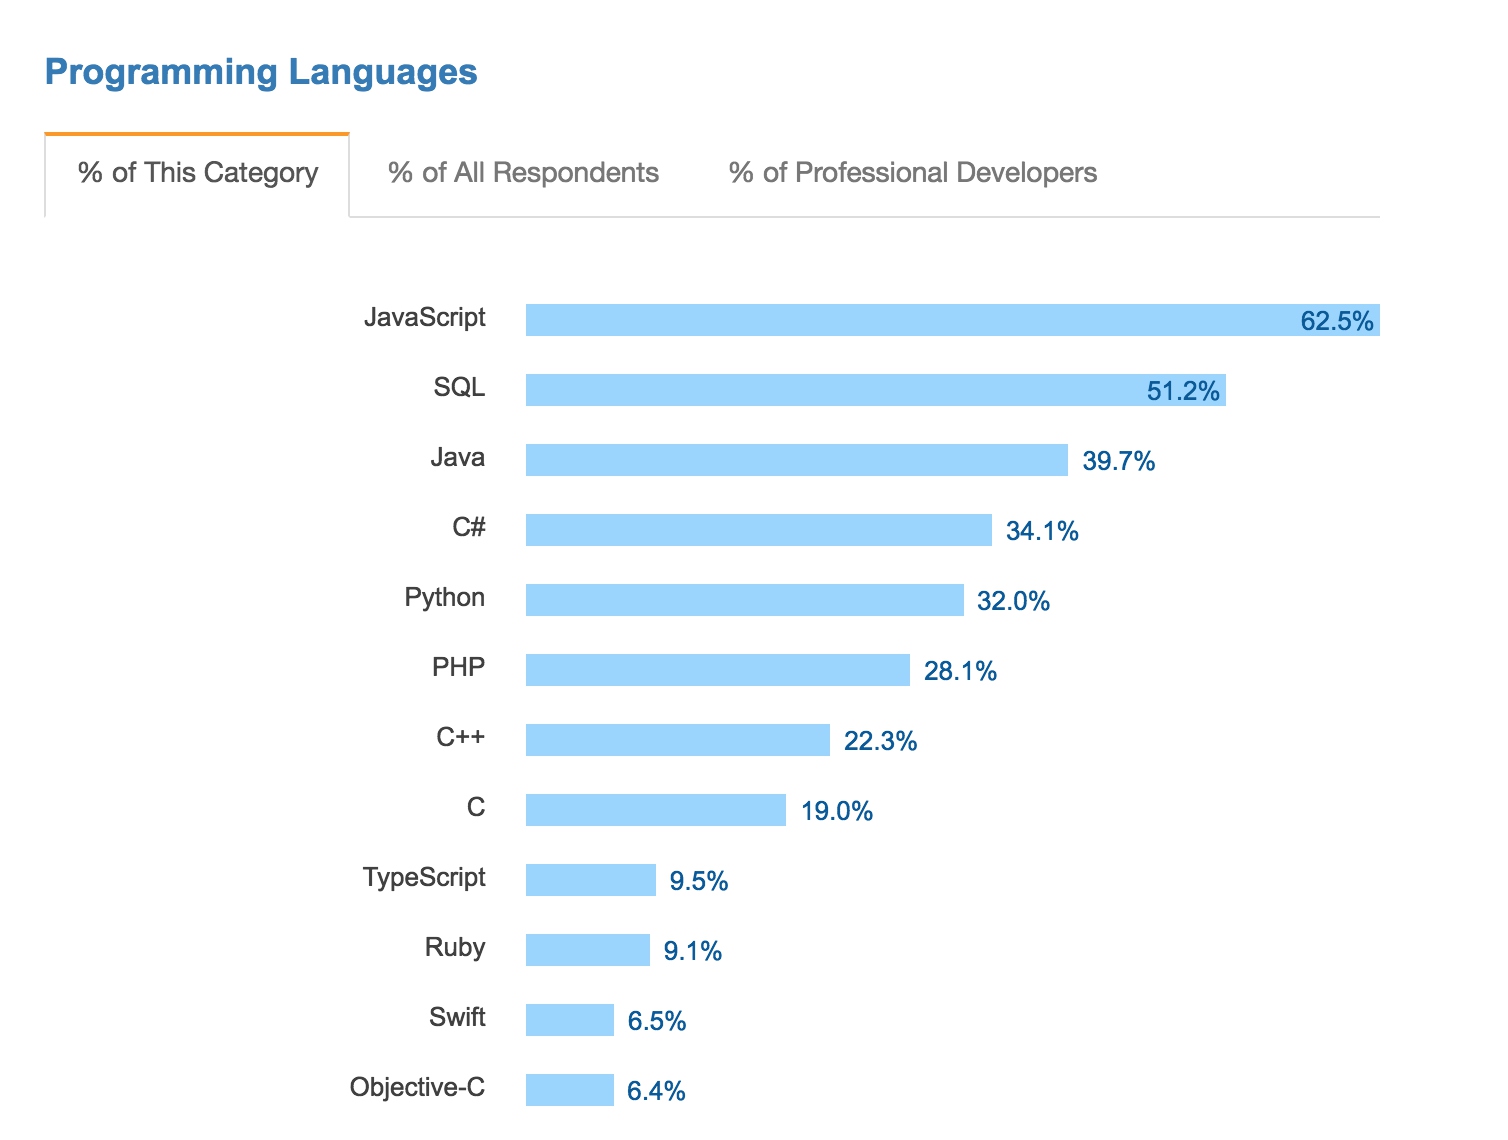 Programming Languages
% of This Category % of All Respondents % of Professional Developers
JavaScript 62.5%
SQL 51.2%
Java 39.7%
C# 34.1%
Python 32.0%
PHP 28.1%
C++ 22.3%
C 19.0%
TypeScript 9.5%
Ruby 9.1%
Swift 6.5%
Objective-C 6.4%